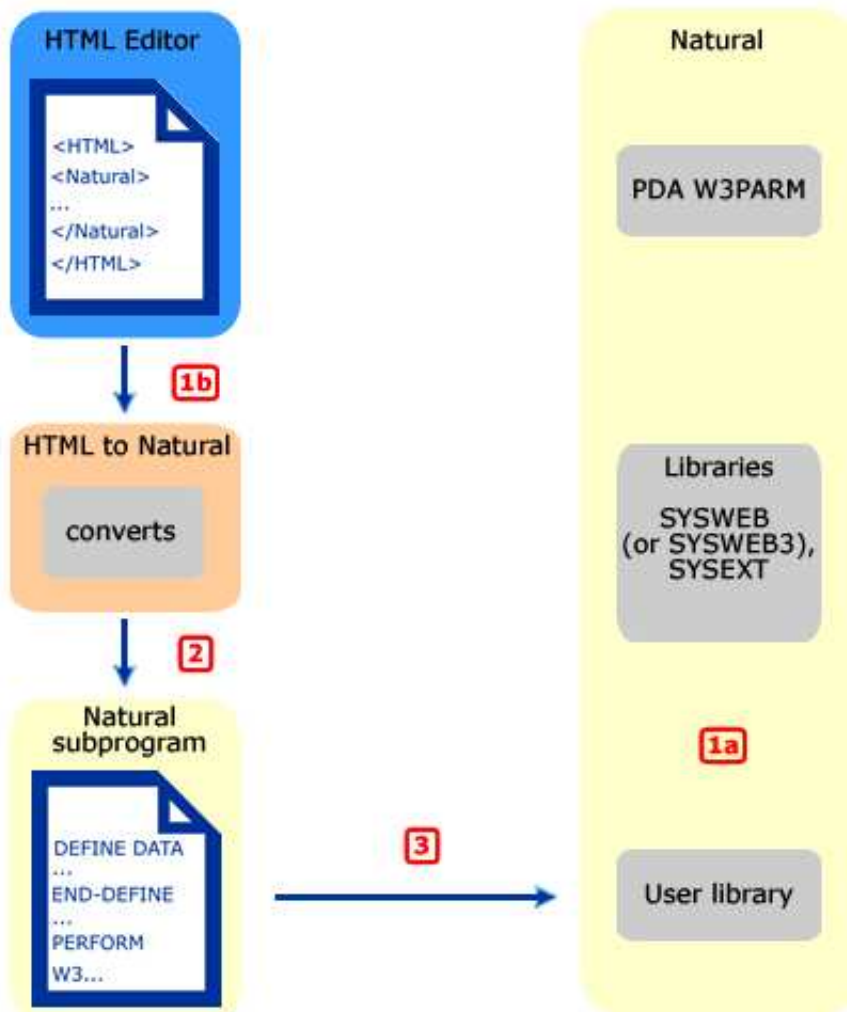 HTML Editor
<HTML>
<Natural>
...
</Natural>
</HTML>
1b
HTML to Natural
converts
2
Natural
subprogram
DEFINE DATA
...
END-DEFINE
...
PERFORM
W3...
3
Natural
PDA W3PARM
Libraries
SYSWEB
(or SYSWEB3),
SYSEXT
1a
User library